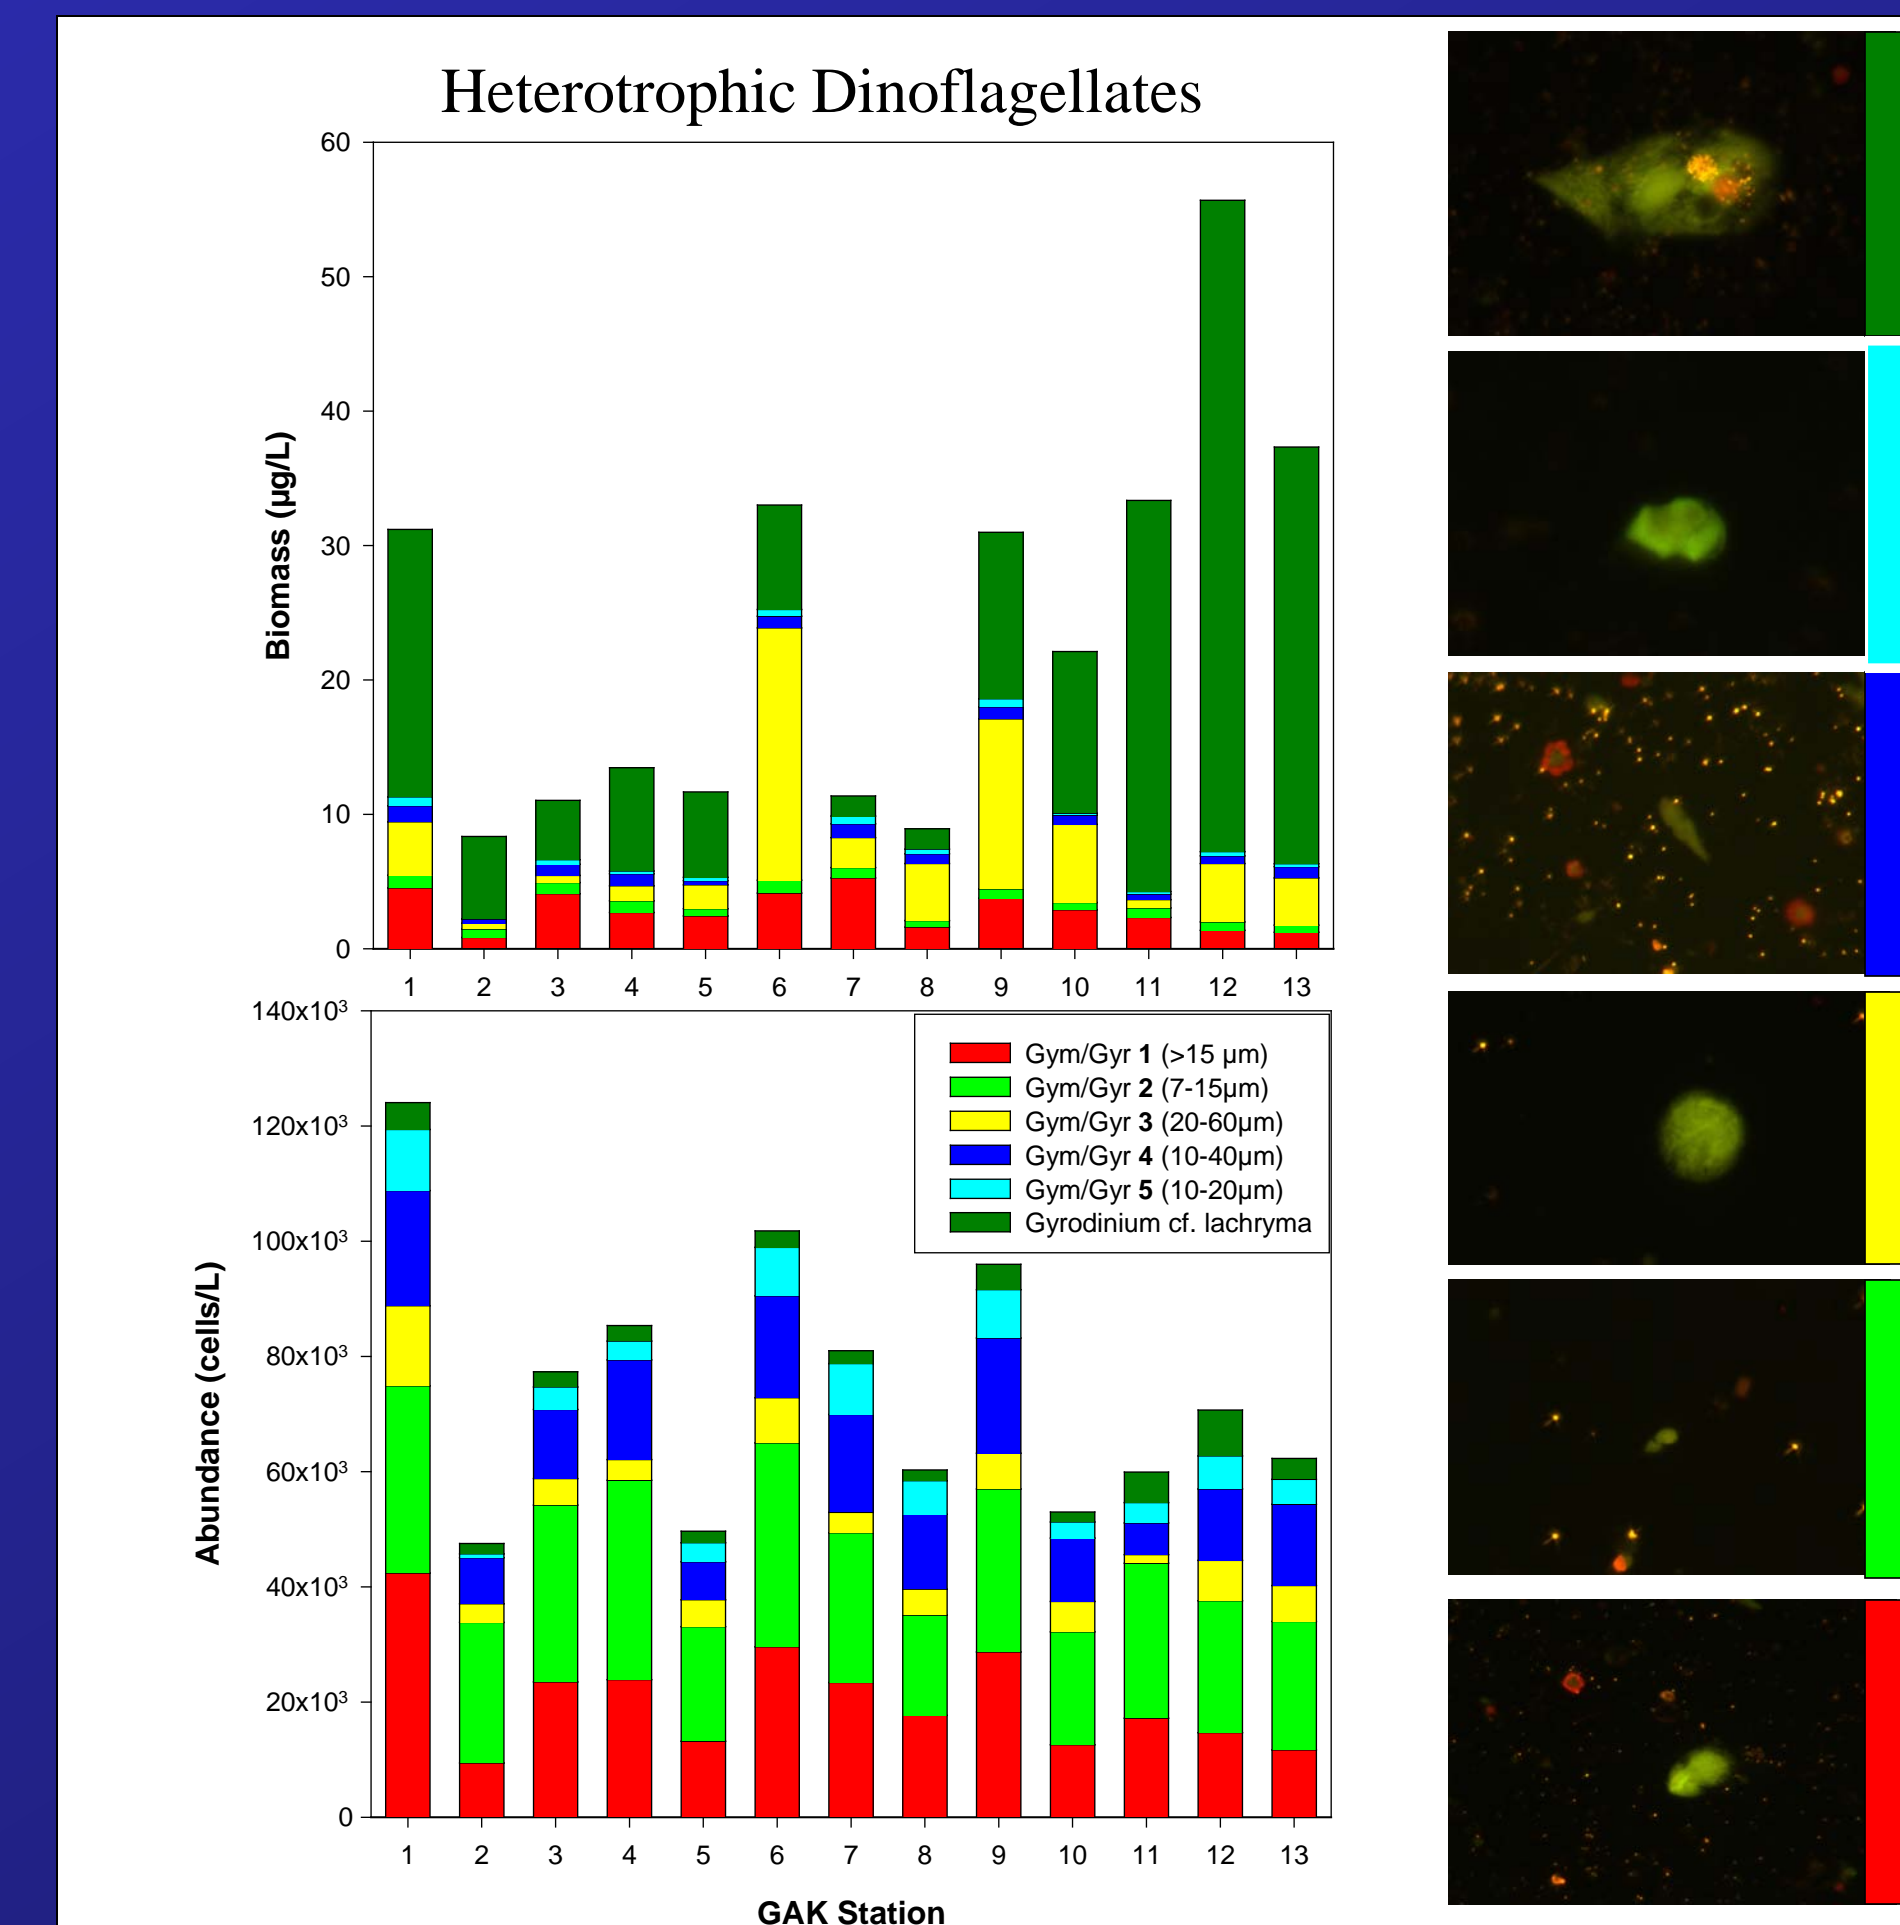 Heterotrophic Dinoflagellates
60
50
40
30
20
10
0
Biomass (µg/L)
1 2 3 4 5 6 7 8 9 10 11 12 13
140x10³
120x10³
100x10³
80x10³
60x10³
40x10³
20x10³
0
Abundance (cells/L)
Gym/Gyr 1 (>15 µm)
Gym/Gyr 2 (7-15µm)
Gym/Gyr 3 (20-60µm)
Gym/Gyr 4 (10-40µm)
Gym/Gyr 5 (10-20µm)
Gyrodinium cf. lachryma
1 2 3 4 5 6 7 8 9 10 11 12 13
GAK Station